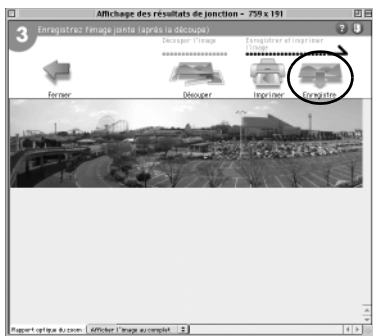 Affichage des résultats de jonction - 759 x 191
3 Enregistrez l'image jointe (après la découpe)
Découper l'image
Enregistrer et imprimer l'image
Fermer
Découper
Imprimer
Enregistre
Rapport optique du zoom: Afficher l'image au complet